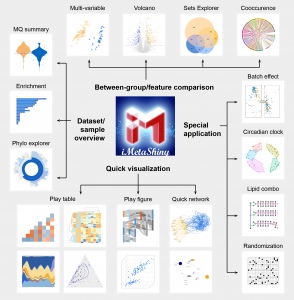 Multi-variable
Volcano
Sets Explorer
Cooccurence
MQ summary
Between-group/feature comparison
Batch effect
Enrichment
Dataset/
sample
overview
iMetaShiny
Special
application
Circadian clock
Phylo explorer
Quick visualization
Lipid combo
Play table
Play figure
Quick network
Randomization